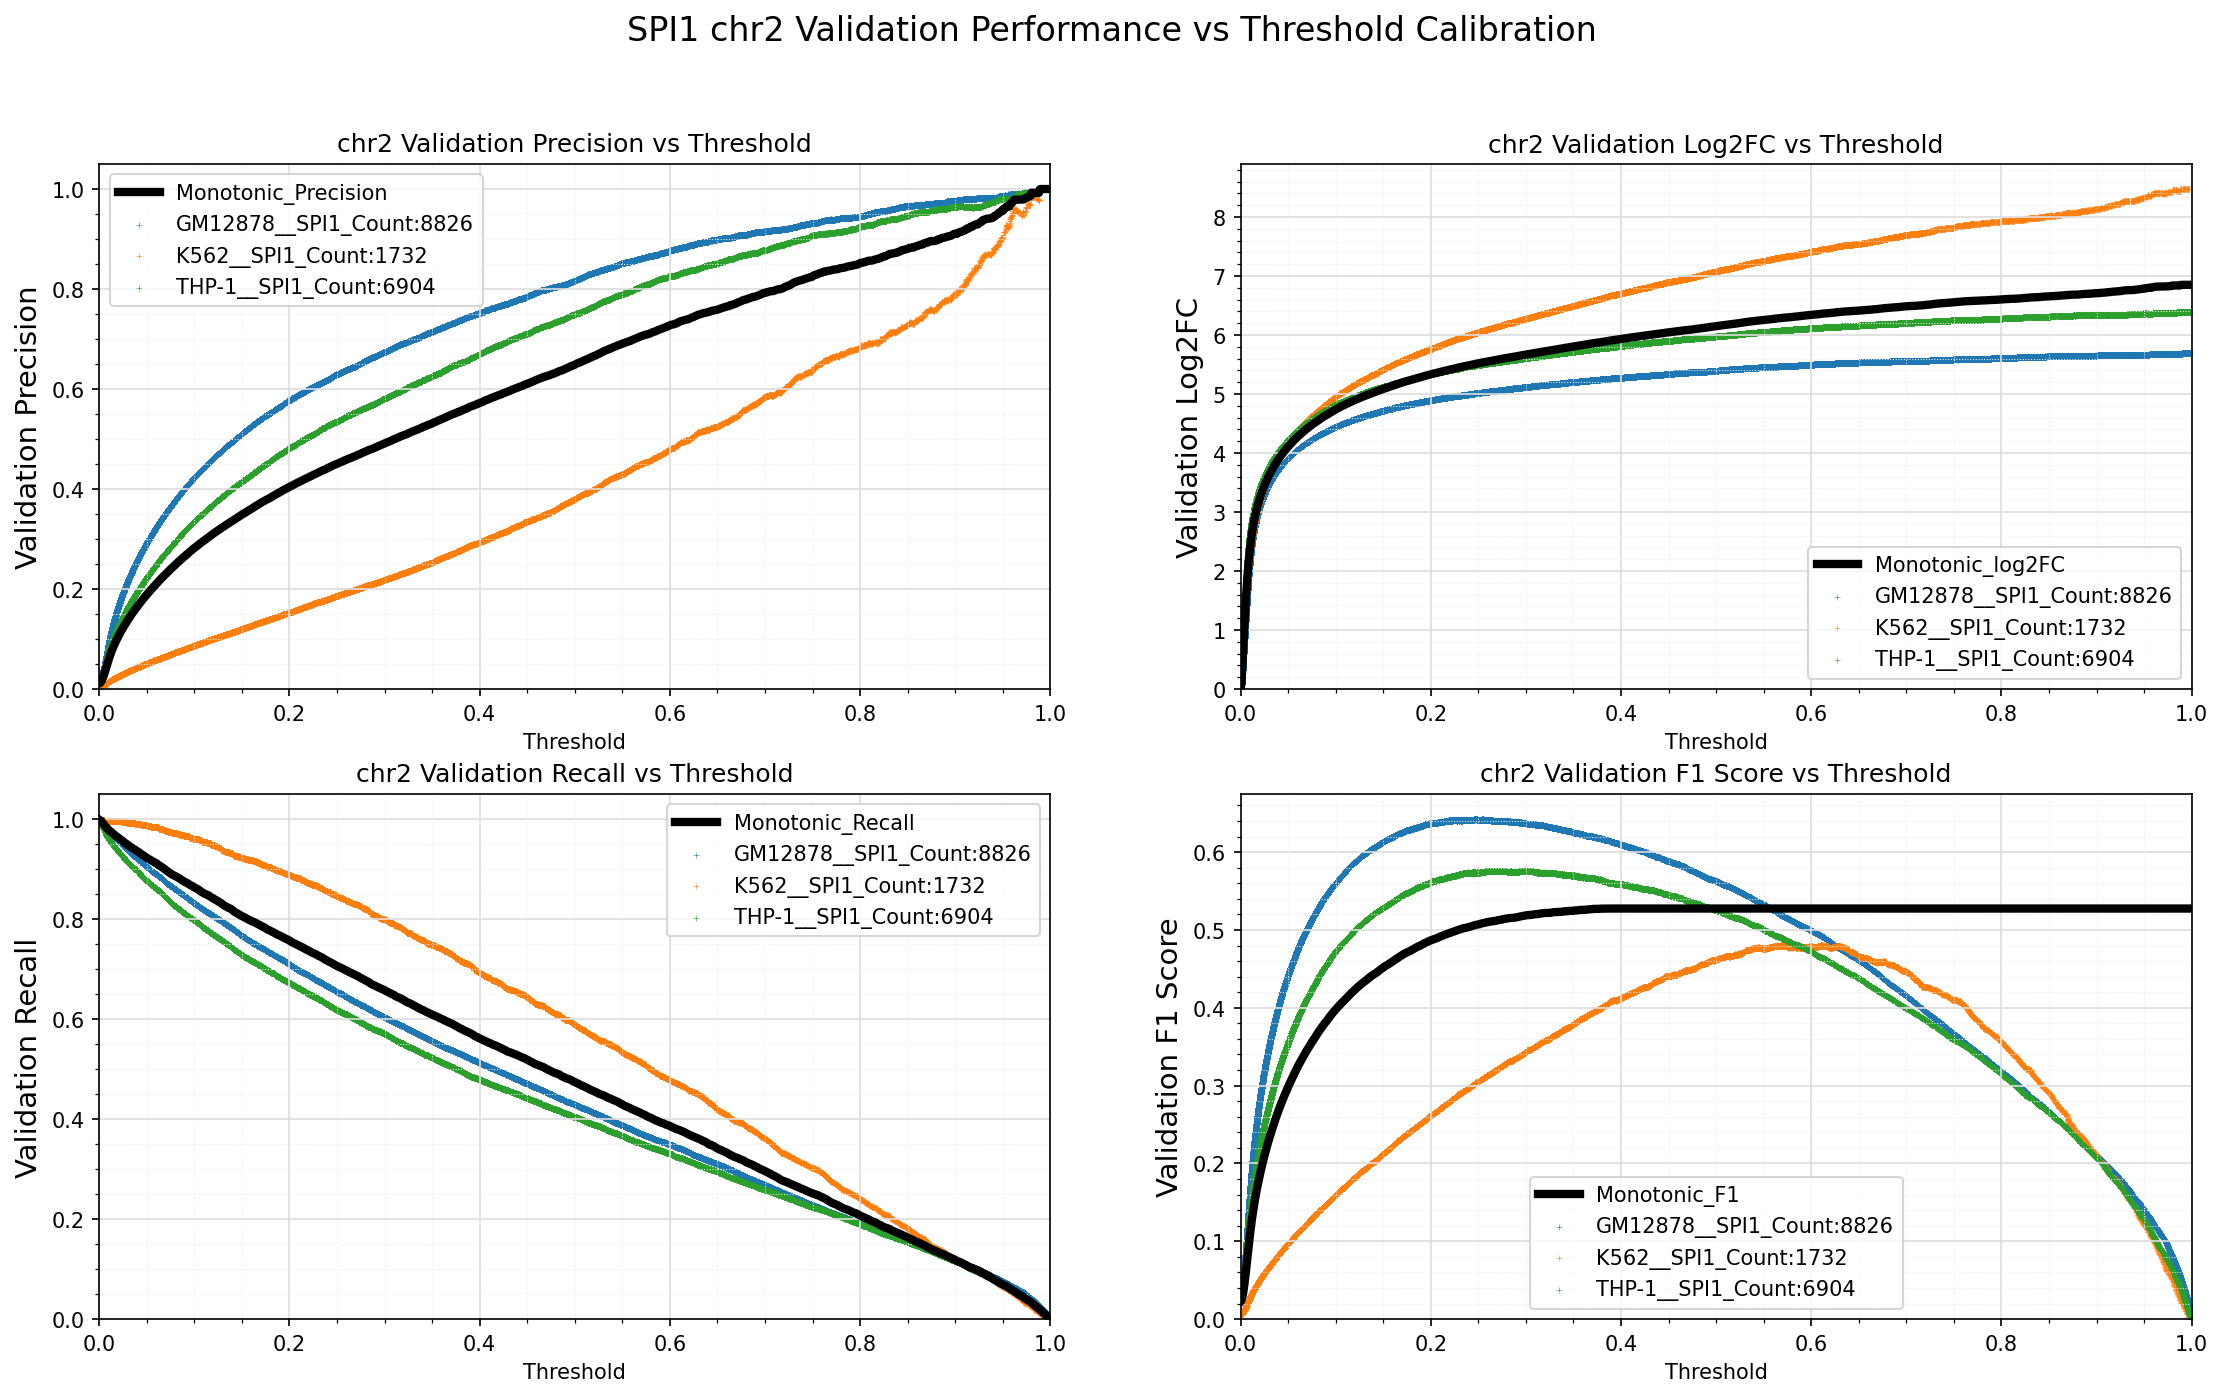 SPI1 chr2 Validation Performance vs Threshold Calibration
chr2 Validation Precision vs Threshold
Validation Precision
1.0
0.8
0.6
0.4
0.2
0.0
Monotonic_Precision
GM12878__SPI1_Count:8826
K562__SPI1_Count:1732
THP-1__SPI1_Count:6904
0.0 0.2 0.4 0.6 0.8 1.0
Threshold
chr2 Validation Log2FC vs Threshold
Validation Log2FC
8
7
6
5
4
3
2
1
0
Monotonic_log2FC
GM12878__SPI1_Count:8826
K562__SPI1_Count:1732
THP-1__SPI1_Count:6904
0.0 0.2 0.4 0.6 0.8 1.0
Threshold
chr2 Validation Recall vs Threshold
Validation Recall
1.0
0.8
0.6
0.4
0.2
0.0
Monotonic_Recall
GM12878__SPI1_Count:8826
K562__SPI1_Count:1732
THP-1__SPI1_Count:6904
0.0 0.2 0.4 0.6 0.8 1.0
Threshold
chr2 Validation F1 Score vs Threshold
Validation F1 Score
0.6
0.5
0.4
0.3
0.2
0.1
0.0
Monotonic_F1
GM12878__SPI1_Count:8826
K562__SPI1_Count:1732
THP-1__SPI1_Count:6904
0.0 0.2 0.4 0.6 0.8 1.0
Threshold